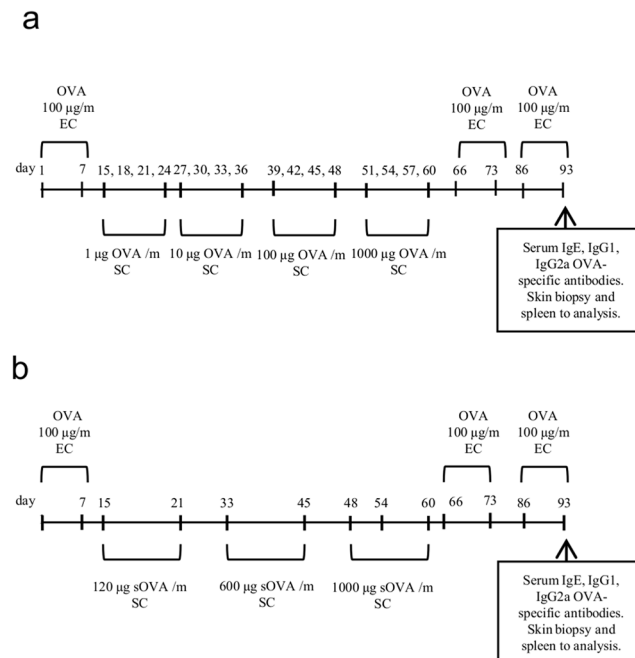 a
OVA
100 µg/m
EC
OVA
100 µg/m
EC
OVA
100 µg/m
EC
day 1 7 15, 18, 21, 24 27, 30, 33, 36 39, 42, 45, 48 51, 54, 57, 60 66 73 86 93
1 µg OVA /m
SC
10 µg OVA /m
SC
100 µg OVA /m
SC
1000 µg OVA /m
SC
Serum IgE, IgG1,
IgG2a OVA-
specific antibodies.
Skin biopsy and
spleen to analysis.
b
OVA
100 µg/m
EC
OVA
100 µg/m
EC
OVA
100 µg/m
EC
day 7 15 21 33 45 48 54 60 66 73 86 93
120 µg sOVA /m
SC
600 µg sOVA /m
SC
1000 µg sOVA /m
SC
Serum IgE, IgG1,
IgG2a OVA-
specific antibodies.
Skin biopsy and
spleen to analysis.